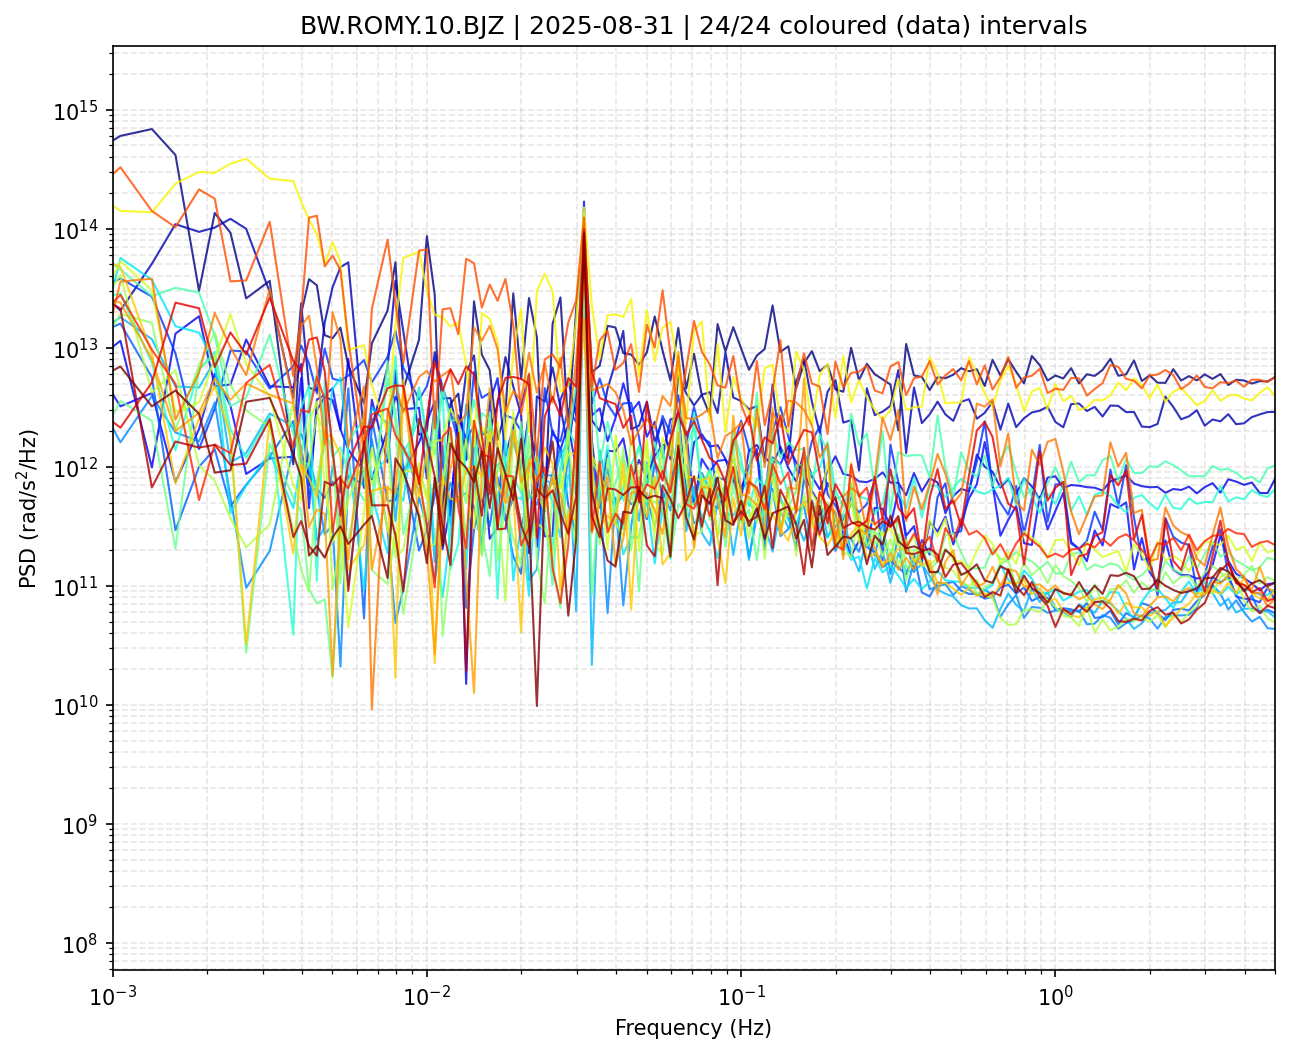 BW.ROMY.10.BJZ | 2025-08-31 | 24/24 coloured (data) intervals
PSD (rad/s²/Hz)
10¹⁵
10¹⁴
10¹³
10¹²
10¹¹
10¹⁰
10⁹
10⁸
10⁻³ 10⁻² 10⁻¹ 10⁰
Frequency (Hz)